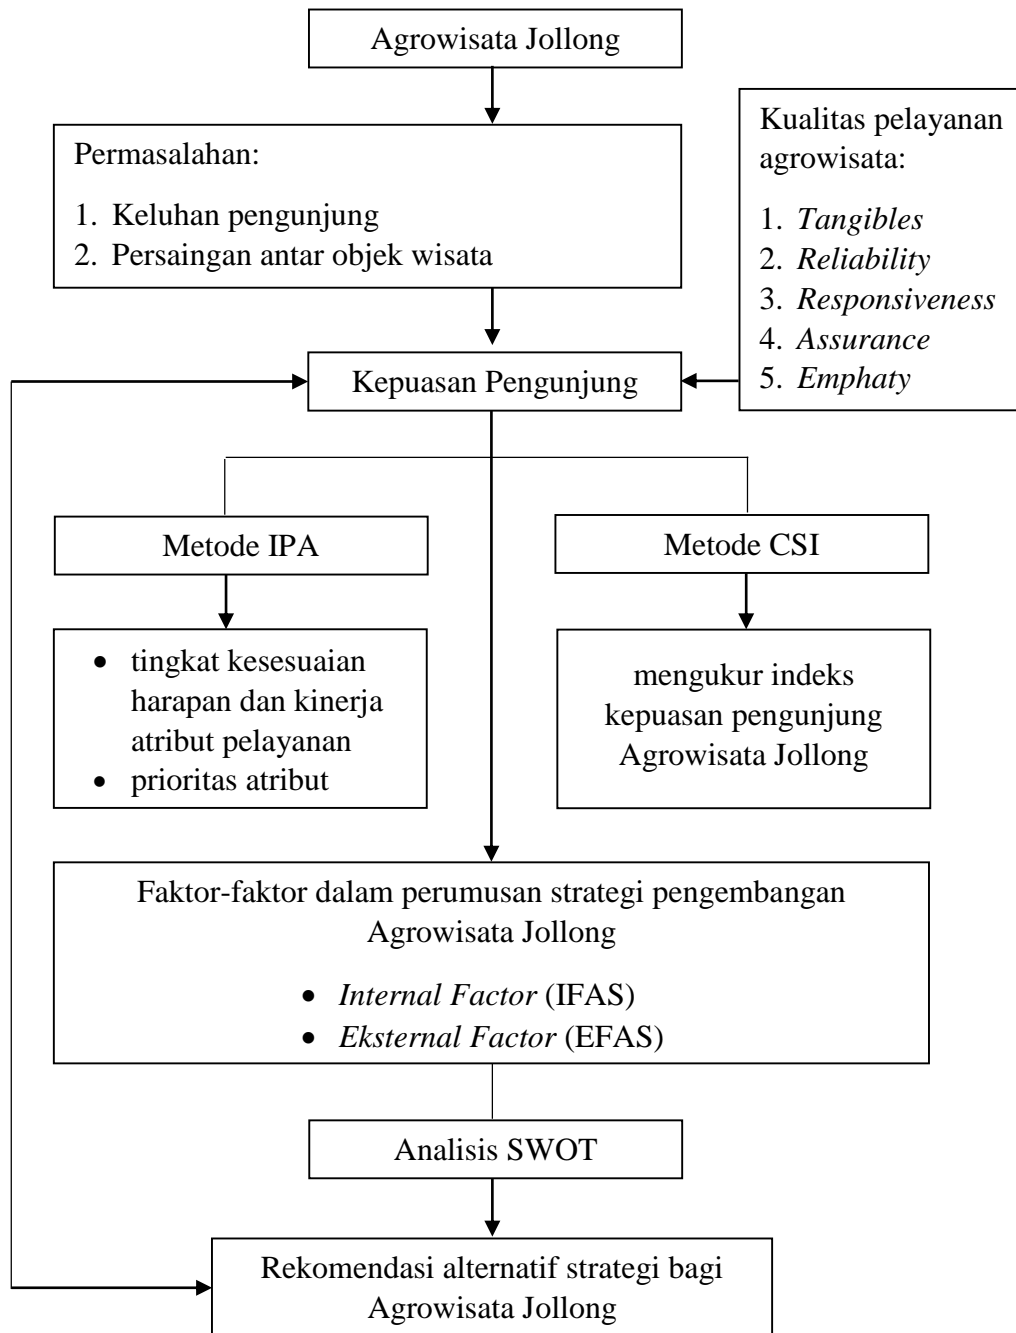 Agrowisata Jollong
Permasalahan:
1. Keluhan pengunjung
2. Persaingan antar objek wisata
Kualitas pelayanan
agrowisata:
1. Tangibles
2. Reliability
3. Responsiveness
4. Assurance
5. Emphaty
Kepuasan Pengunjung
Metode IPA
Metode CSI
• tingkat kesesuaian
harapan dan kinerja
atribut pelayanan
• prioritas atribut
mengukur indeks
kepuasan pengunjung
Agrowisata Jollong
Faktor-faktor dalam perumusan strategi pengembangan
Agrowisata Jollong
• Internal Factor (IFAS)
• Eksternal Factor (EFAS)
Analisis SWOT
Rekomendasi alternatif strategi bagi
Agrowisata Jollong